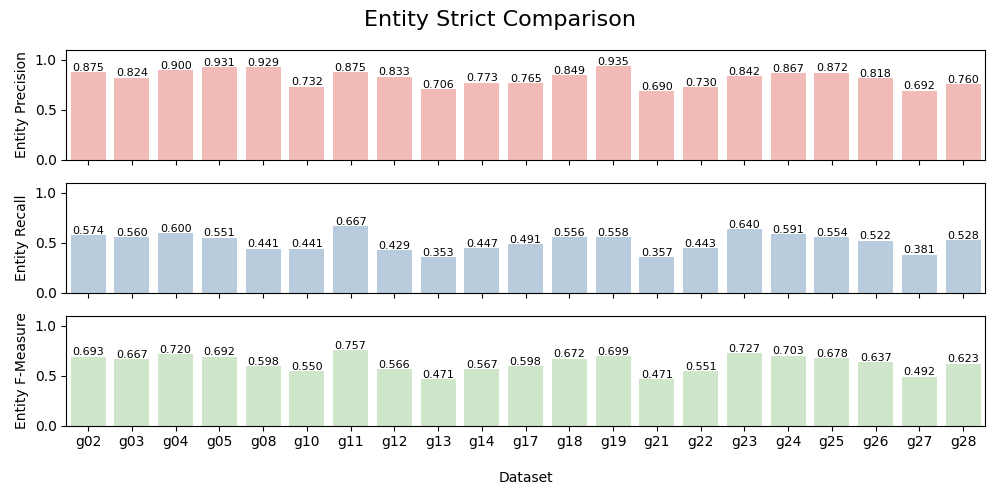 Entity Strict Comparison
Entity Precision
1.0
0.5
0.0
0.875 0.824 0.900 0.931 0.929 0.732 0.875 0.833 0.706 0.773 0.765 0.849 0.935 0.690 0.730 0.842 0.867 0.872 0.818 0.692 0.760
Entity Recall
1.0
0.5
0.0
0.574 0.560 0.600 0.551 0.441 0.441 0.667 0.429 0.353 0.447 0.491 0.556 0.558 0.357 0.443 0.640 0.591 0.554 0.522 0.381 0.528
Entity F-Measure
1.0
0.5
0.0
0.693 0.667 0.720 0.692 0.598 0.550 0.757 0.566 0.471 0.567 0.598 0.672 0.699 0.471 0.551 0.727 0.703 0.678 0.637 0.492 0.623
g02 g03 g04 g05 g08 g10 g11 g12 g13 g14 g17 g18 g19 g21 g22 g23 g24 g25 g26 g27 g28
Dataset